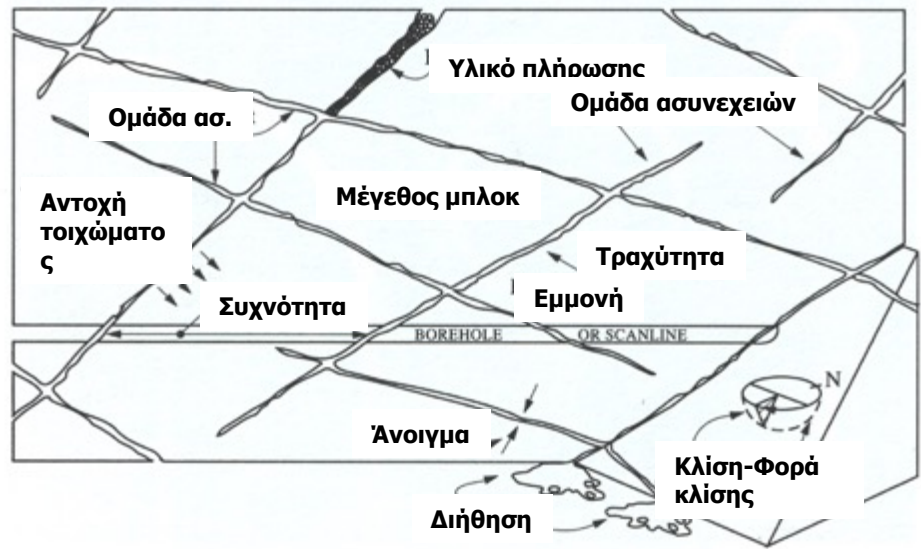 Υλικό πλήρωσης
Ομάδα ασυνεχειών
Ομάδα ασ.
Μέγεθος μπλοκ
Αντοχή
τοιχώματο
ς
Τραχύτητα
Εμμονή
Συχνότητα
BOREHOLE OR SCANLINE
N
Άνοιγμα
Κλίση-Φορά
κλίσης
Διήθηση